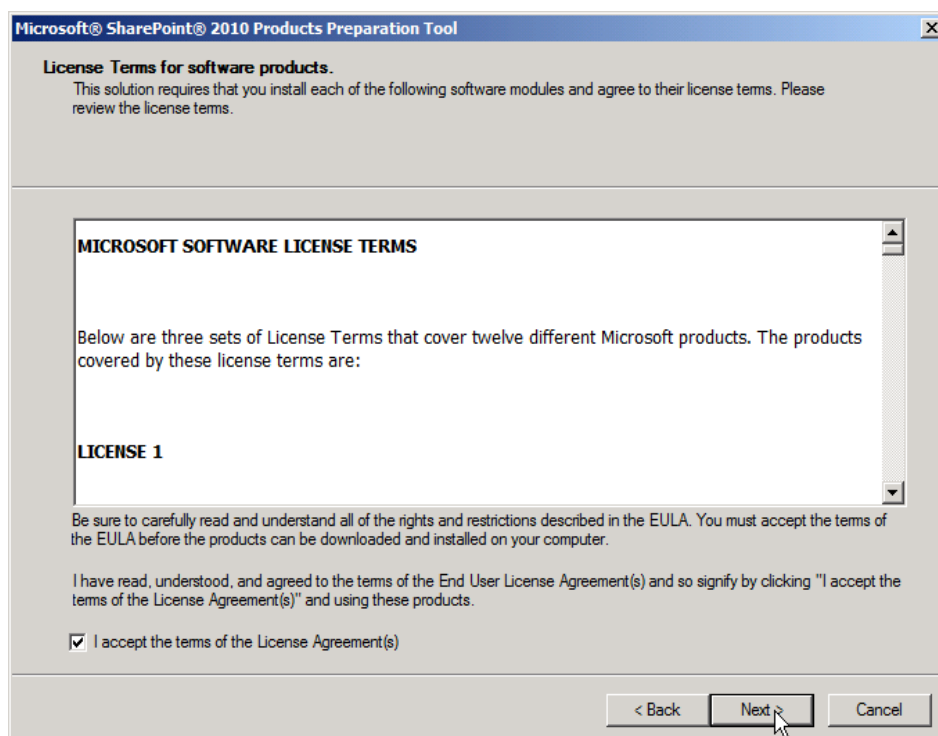 Microsoft® SharePoint® 2010 Products Preparation Tool
License Terms for software products.
This solution requires that you install each of the following software modules and agree to their license terms. Please
review the license terms.
MICROSOFT SOFTWARE LICENSE TERMS
Below are three sets of License Terms that cover twelve different Microsoft products. The products
covered by these license terms are:
LICENSE 1
Be sure to carefully read and understand all of the rights and restrictions described in the EULA. You must accept the terms of
the EULA before the products can be downloaded and installed on your computer.
I have read, understood, and agreed to the terms of the End User License Agreement(s) and so signify by clicking "I accept the
terms of the License Agreement(s)" and using these products.
I accept the terms of the License Agreement(s)
< Back Next > Cancel